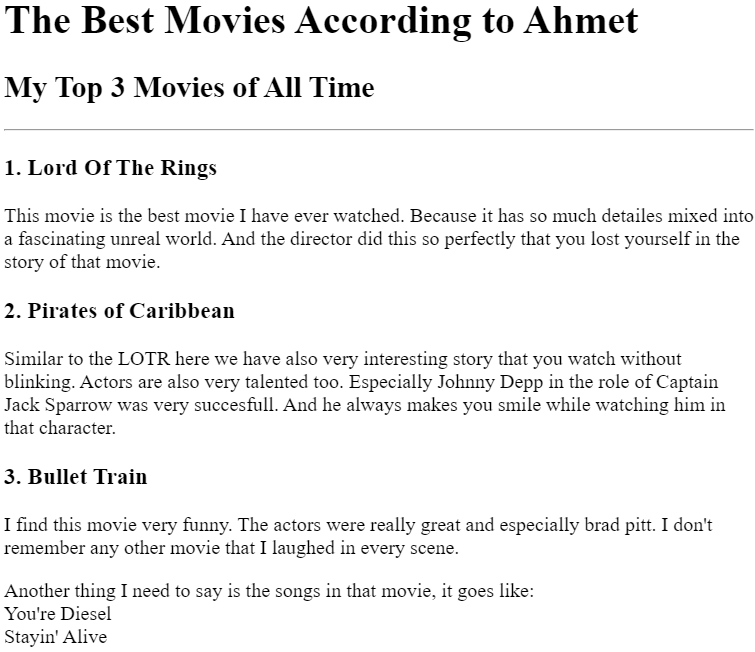 The Best Movies According to Ahmet
My Top 3 Movies of All Time
1. Lord Of The Rings
This movie is the best movie I have ever watched. Because it has so much detailes mixed into
a fascinating unreal world. And the director did this so perfectly that you lost yourself in the
story of that movie.
2. Pirates of Caribbean
Similar to the LOTR here we have also very interesting story that you watch without
blinking. Actors are also very talented too. Especially Johnny Depp in the role of Captain
Jack Sparrow was very succesfull. And he always makes you smile while watching him in
that character.
3. Bullet Train
I find this movie very funny. The actors were really great and especially brad pitt. I don't
remember any other movie that I laughed in every scene.
Another thing I need to say is the songs in that movie, it goes like:
You're Diesel
Stayin' Alive